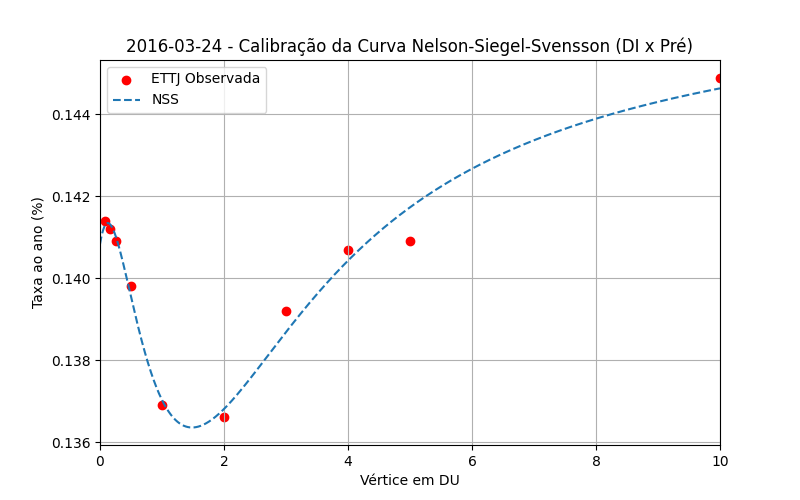 2016-03-24 - Calibração da Curva Nelson-Siegel-Svensson (DI x Pré)
ETTJ Observada
NSS
Taxa ao ano (%)
0.144
0.142
0.140
0.138
0.136
0 2 4 6 8 10
Vértice em DU